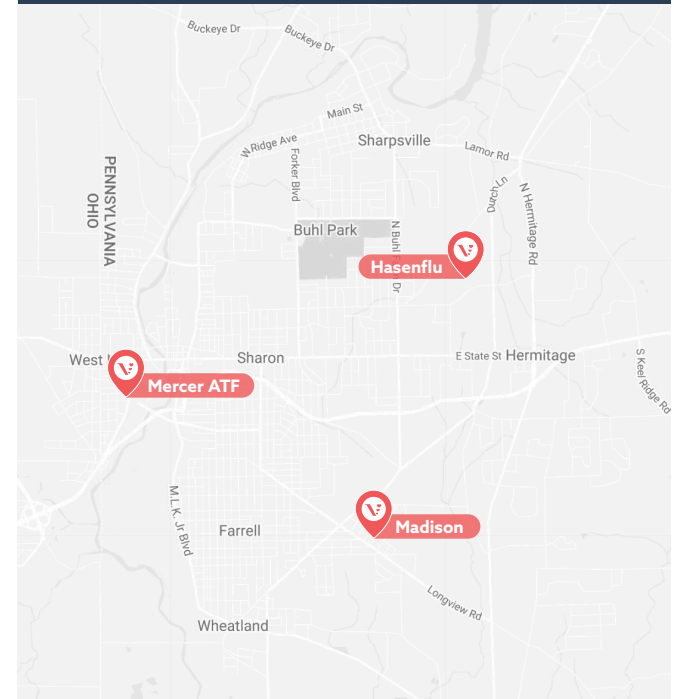 Buckeye Dr
Buckeye Dr
Main St
W Ridge Ave
Sharpsville
Lamor Rd
Forker Blvd
PENNSYLVANIA
OHIO
Dutch Ln
N Hermitage Rd
Buhl Park
N Buhl
Dr
Hasenflu
West
Sharon
E State St
Hermitage
S Keel Ridge Rd
Mercer ATF
M.L.K. Jr Blvd
Farrell
Madison
Longview Rd
Wheatland